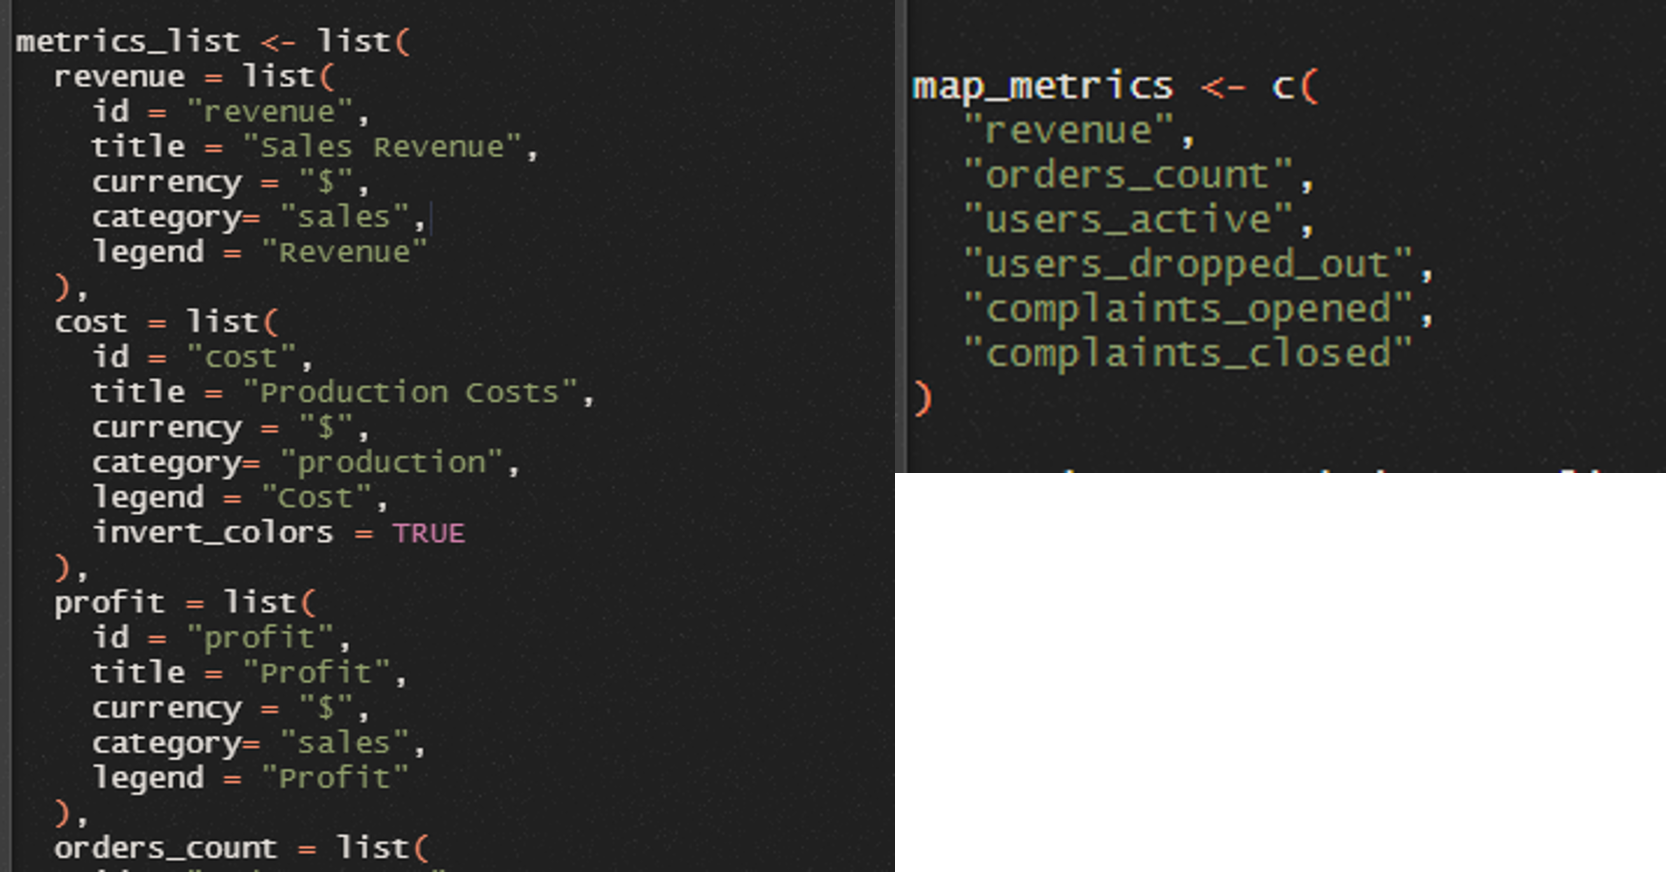 metrics_list <- list(
  revenue = list(
    id = "revenue",
    title = "Sales Revenue",
    currency = "$",
    category= "sales",
    legend = "Revenue"
  ),
  cost = list(
    id = "cost",
    title = "Production Costs",
    currency = "$",
    category= "production",
    legend = "Cost",
    invert_colors = TRUE
  ),
  profit = list(
    id = "profit",
    title = "Profit",
    currency = "$",
    category= "sales",
    legend = "Profit"
  ),
  orders_count = list(
map_metrics <- c(
  "revenue",
  "orders_count",
  "users_active",
  "users_dropped_out",
  "complaints_opened",
  "complaints_closed"
)